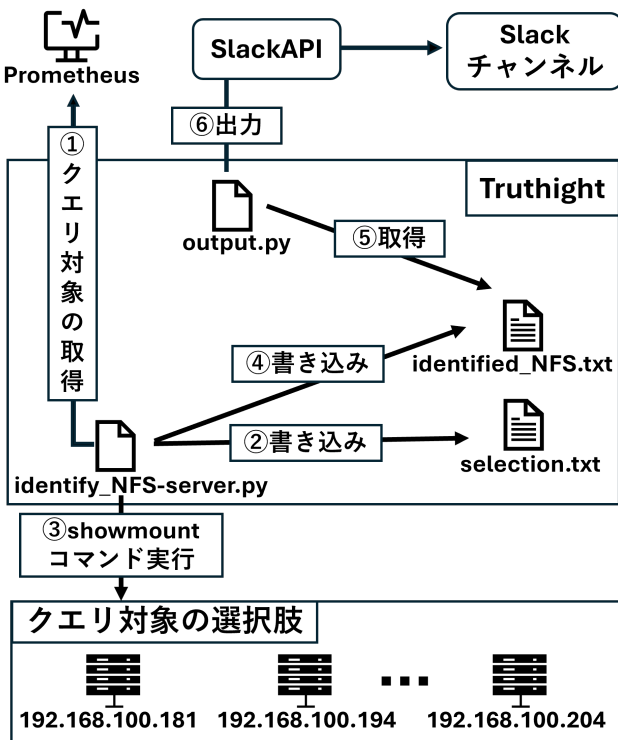 Prometheus
SlackAPI
Slack
チャンネル
⑥出力
①クエリ対象の取得
Truthight
output.py
⑤取得
identified_NFS.txt
④書き込み
②書き込み
selection.txt
identify_NFS-server.py
③showmount
コマンド実行
クエリ対象の選択肢
192.168.100.181
192.168.100.194
192.168.100.204